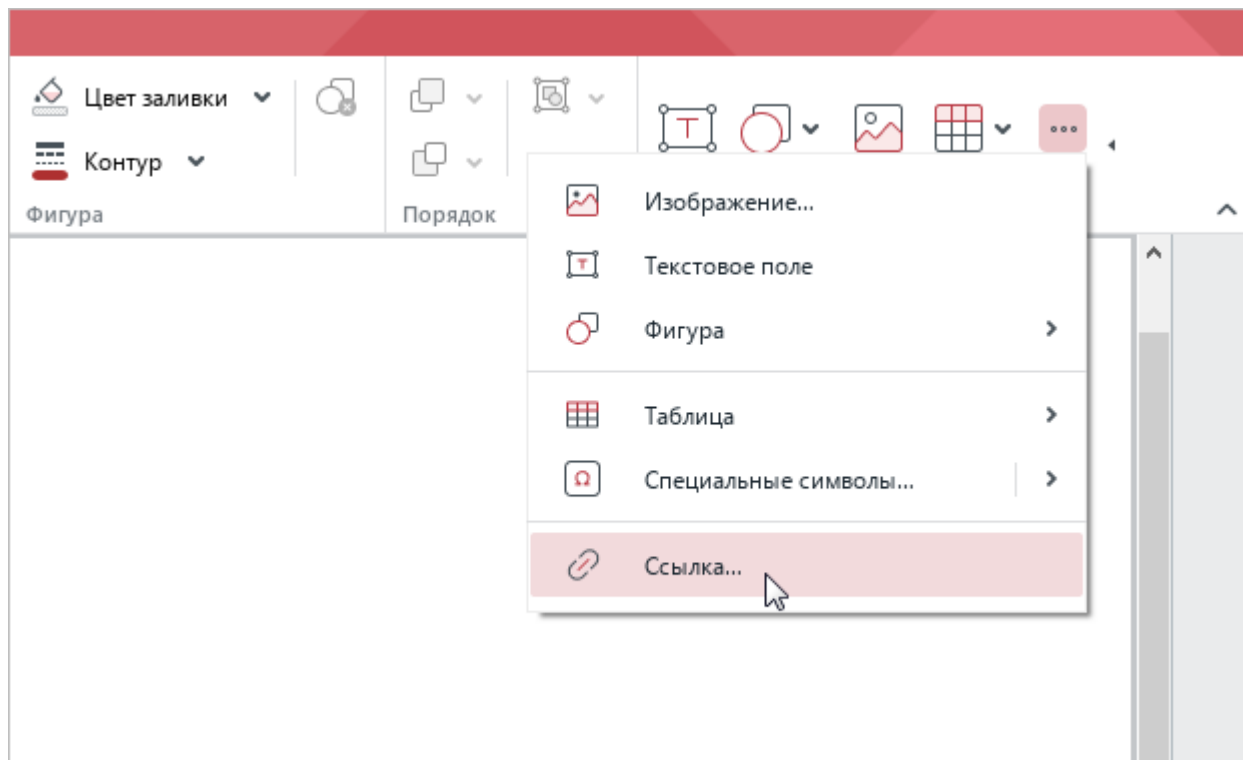 Цвет заливки
Контур
Фигура
Порядок
Изображение...
Текстовое поле
Фигура
Таблица
Специальные символы...
Ссылка...